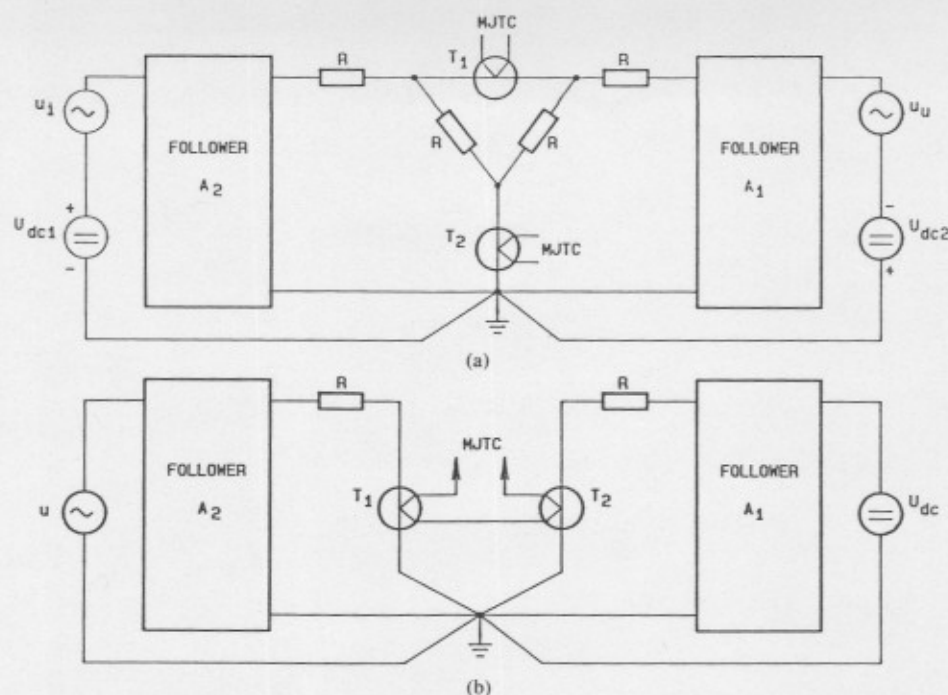 MJTC
R T1 R
ui FOLLOWER A2 R R FOLLOWER A1 uu
+ -
Udc1 T2 MJTC Udc2
- +
(a)
R R
MJTC
FOLLOWER FOLLOWER
u A2 T1 T2 A1 Udc
(b)